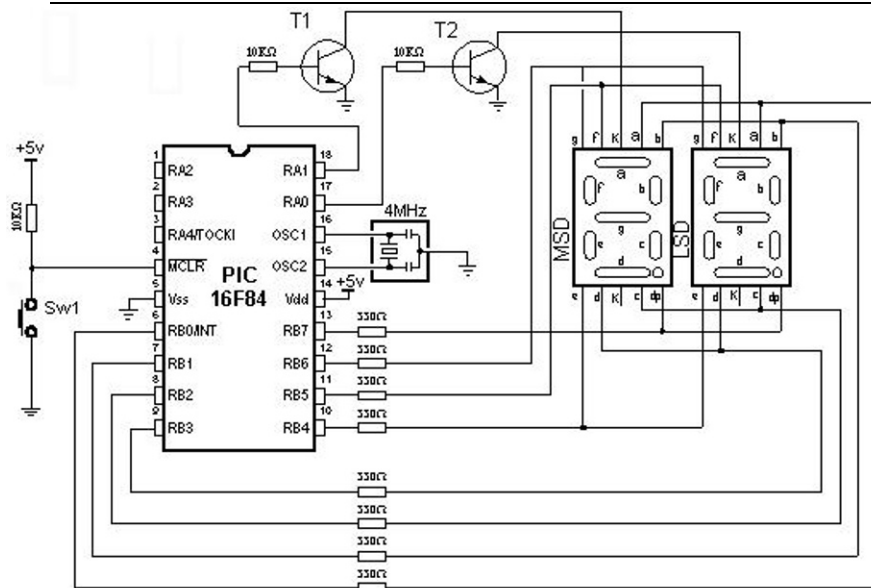 T1
T2
10KΩ
10KΩ
+5v
10KΩ
Sw1
1 RA2
2 RA3
3 RA4/TOCKI
4 MCLR
5 Vss
6 RB0/INT
7 RB1
8 RB2
9 RB3
PIC
16F84
18 RA1
17 RA0
16 OSC1
15 OSC2
14 Vdd
13 RB7
12 RB6
11 RB5
10 RB4
4MHz
+5v
330Ω
330Ω
330Ω
330Ω
330Ω
330Ω
330Ω
330Ω
g f K a b
g f K a b
MSD
a
f b
g
e c
d
LSD
a
f b
g
e c
d
e d K c dp
e d K c dp